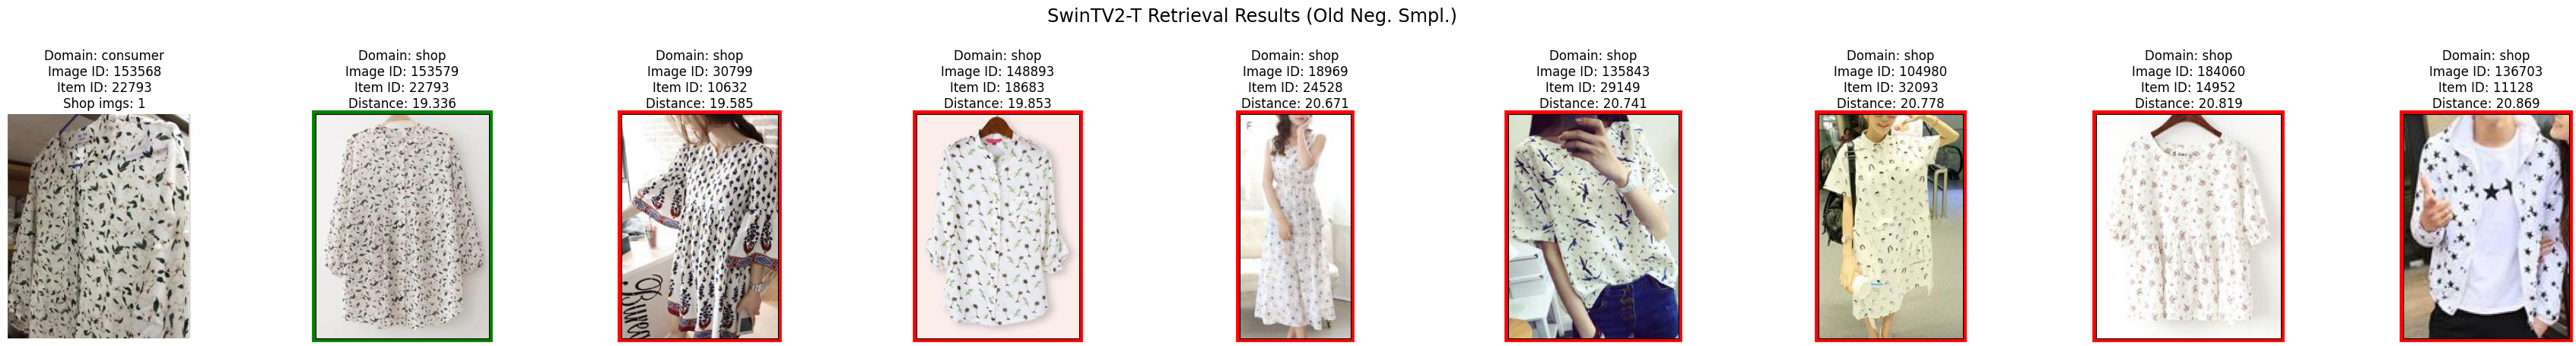 SwinTV2-T Retrieval Results (Old Neg. Smpl.)
Domain: consumer
Image ID: 153568
Item ID: 22793
Shop imgs: 1
Domain: shop
Image ID: 153579
Item ID: 22793
Distance: 19.336
Domain: shop
Image ID: 30799
Item ID: 10632
Distance: 19.585
Domain: shop
Image ID: 148893
Item ID: 18683
Distance: 19.853
Domain: shop
Image ID: 18969
Item ID: 24528
Distance: 20.671
Domain: shop
Image ID: 135843
Item ID: 29149
Distance: 20.741
Domain: shop
Image ID: 104980
Item ID: 32093
Distance: 20.778
Domain: shop
Image ID: 184060
Item ID: 14952
Distance: 20.819
Domain: shop
Image ID: 136703
Item ID: 11128
Distance: 20.869